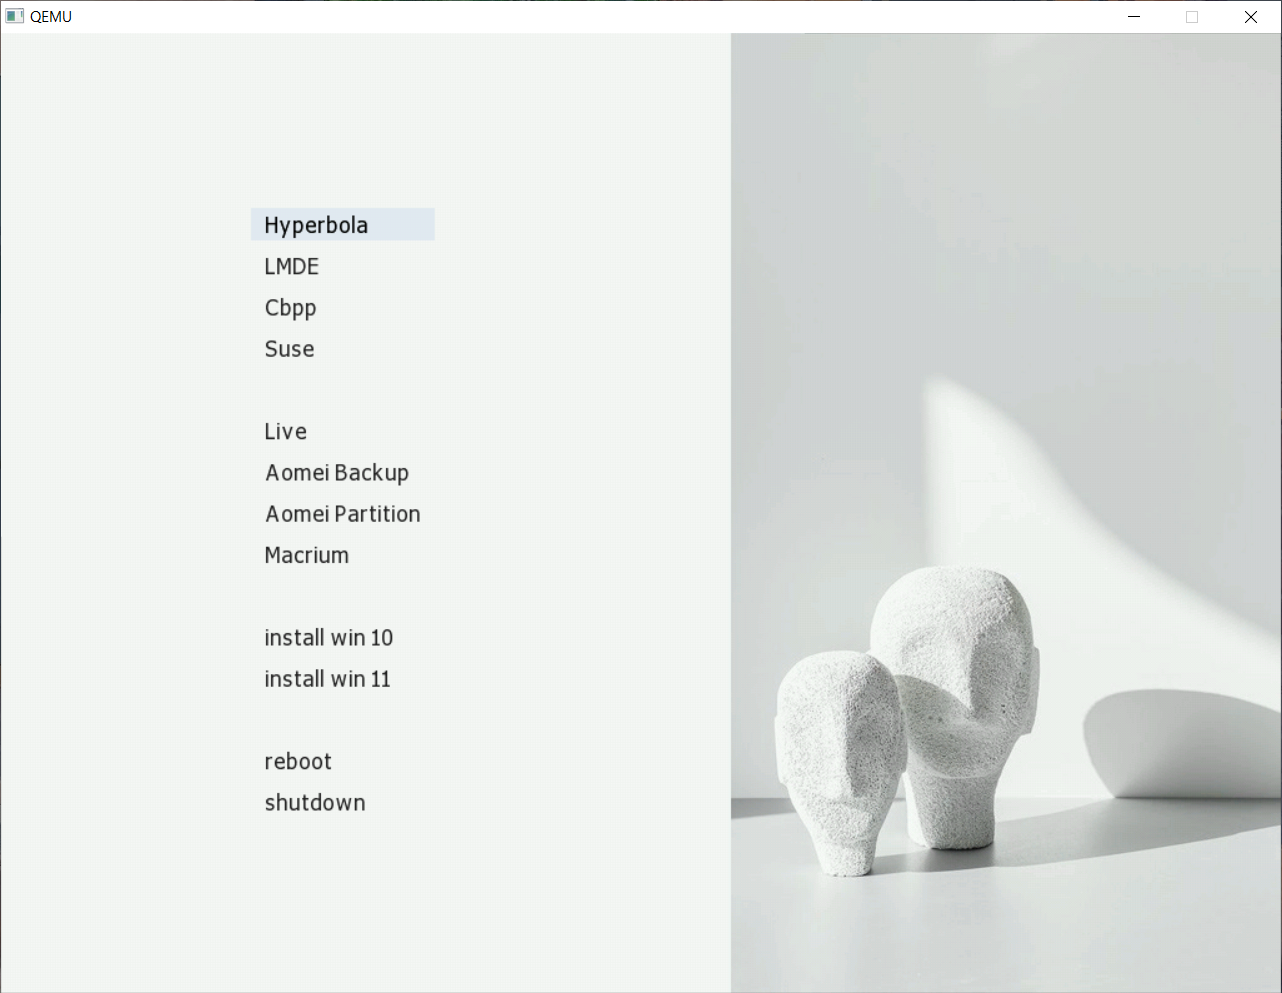 QEMU
Hyperbola
LMDE
Cbpp
Suse
Live
Aomei Backup
Aomei Partition
Macrium
install win 10
install win 11
reboot
shutdown